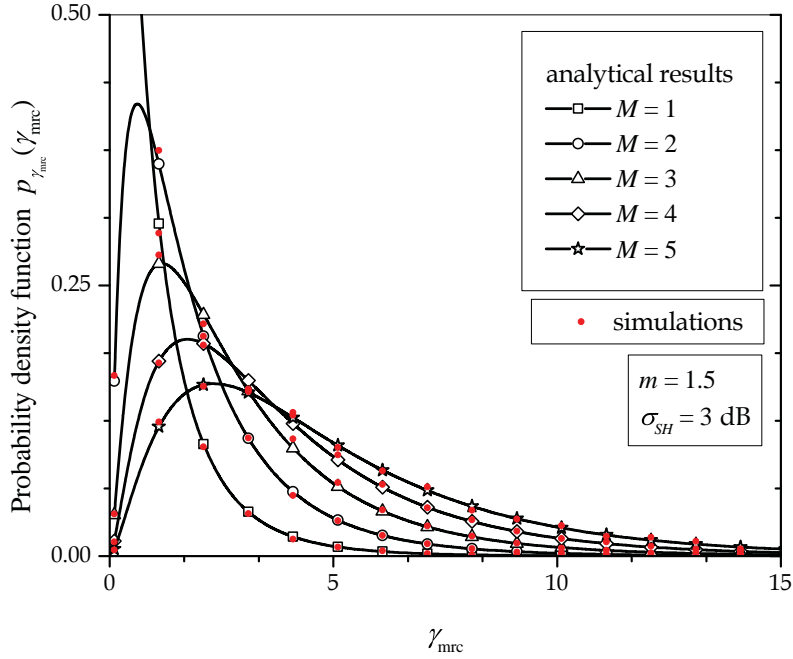 0.50
0.25
0.00
0
5
10
15
Probability density function p_{γ_mrc}(γ_mrc)
γ_mrc
analytical results
M = 1
M = 2
M = 3
M = 4
M = 5
simulations
m = 1.5
σ_SH = 3 dB